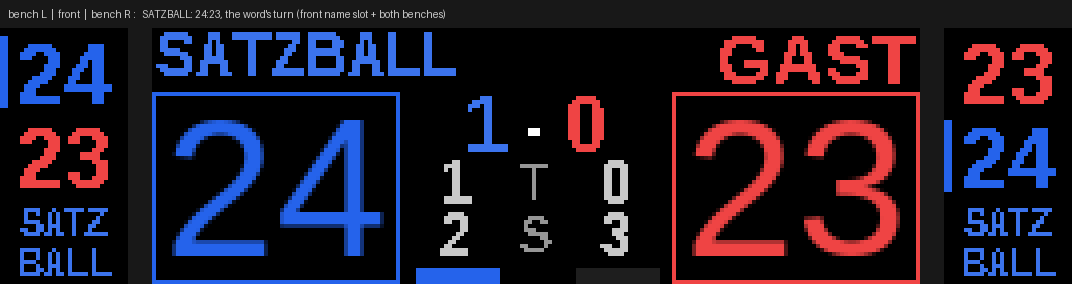 bench L | front | bench R : SATZBALL: 24:23, the word's turn (front name slot + both benches)
24
23
SATZ
BALL
SATZBALL
GAST
24
1 - 0
1 T 0
2 S 3
23
23
24
SATZ
BALL